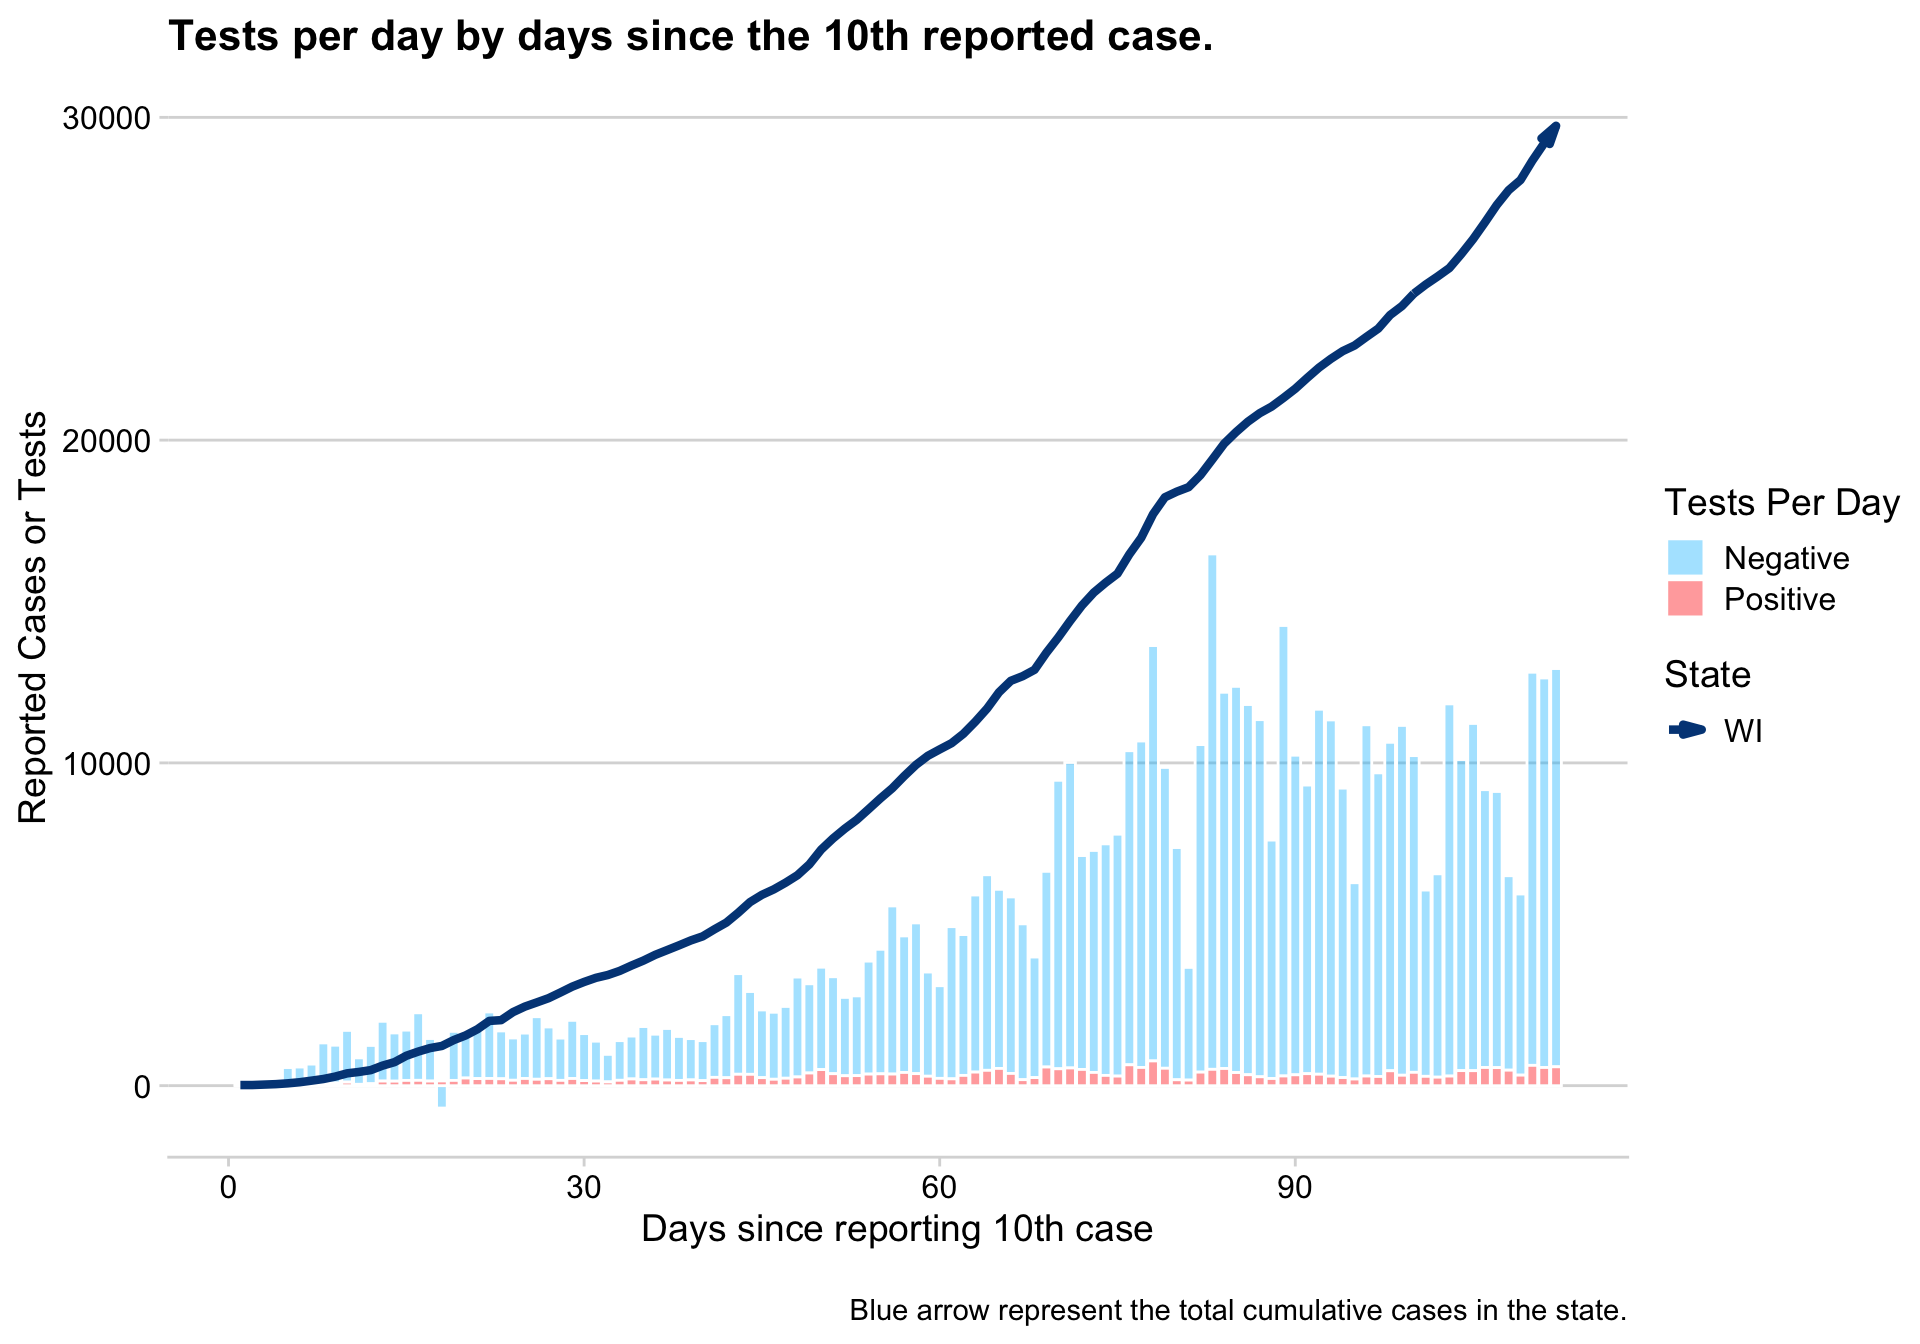 Tests per day by days since the 10th reported case.
30000
20000
10000
0
Reported Cases or Tests
0
30
60
90
Days since reporting 10th case
Tests Per Day
Negative
Positive
State
WI
Blue arrow represent the total cumulative cases in the state.